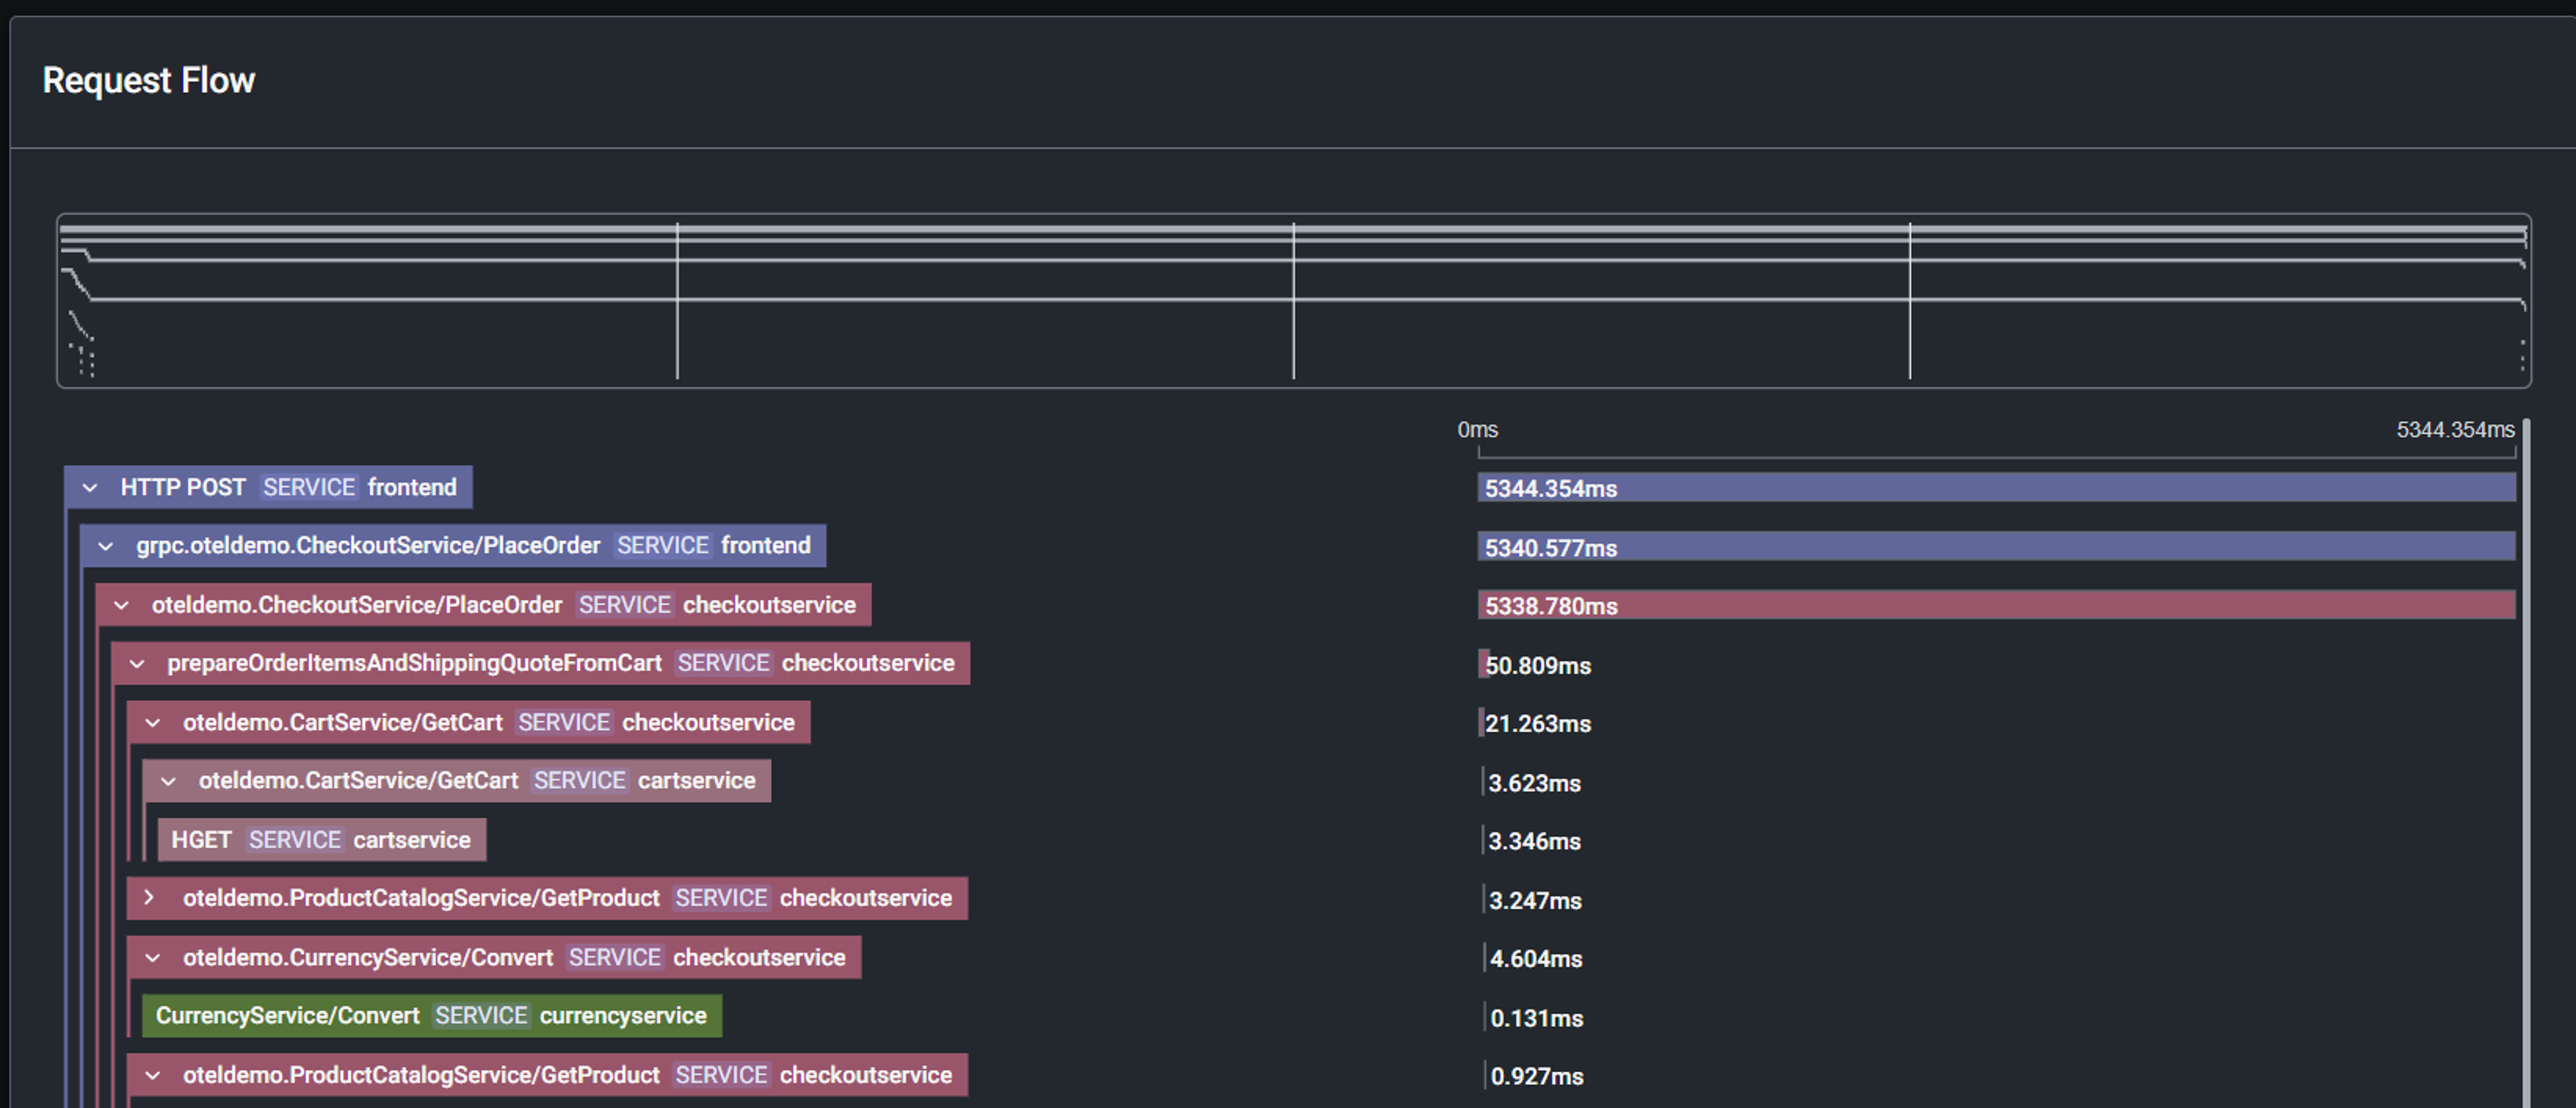 Request Flow
0ms 5344.354ms
HTTP POST SERVICE frontend 5344.354ms
grpc.oteldemo.CheckoutService/PlaceOrder SERVICE frontend 5340.577ms
oteldemo.CheckoutService/PlaceOrder SERVICE checkoutservice 5338.780ms
prepareOrderItemsAndShippingQuoteFromCart SERVICE checkoutservice 50.809ms
oteldemo.CartService/GetCart SERVICE checkoutservice 21.263ms
oteldemo.CartService/GetCart SERVICE cartservice 3.623ms
HGET SERVICE cartservice 3.346ms
oteldemo.ProductCatalogService/GetProduct SERVICE checkoutservice 3.247ms
oteldemo.CurrencyService/Convert SERVICE checkoutservice 4.604ms
CurrencyService/Convert SERVICE currencyservice 0.131ms
oteldemo.ProductCatalogService/GetProduct SERVICE checkoutservice 0.927ms